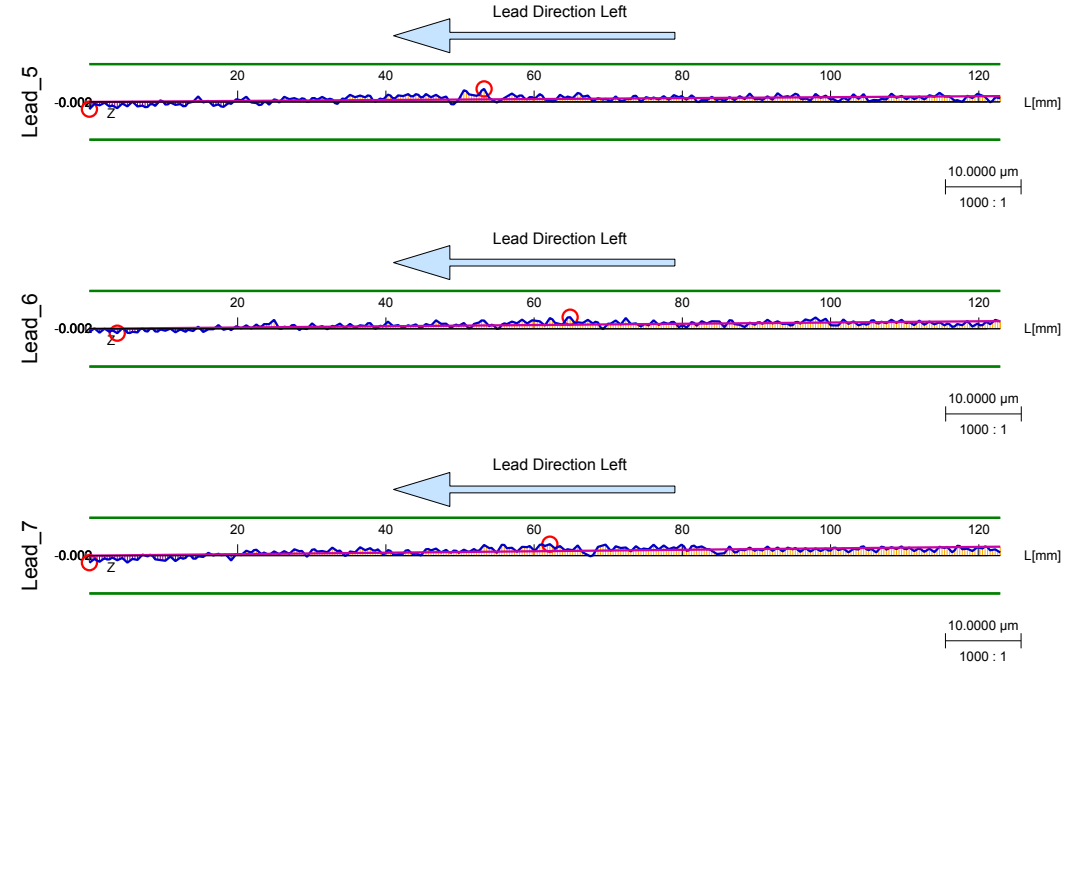 Lead Direction Left
Lead_5
20 40 60 80 100 120
-0.002
Z
L[mm]
10.0000 µm
1000 : 1
Lead Direction Left
Lead_6
20 40 60 80 100 120
-0.002
Z
L[mm]
10.0000 µm
1000 : 1
Lead Direction Left
Lead_7
20 40 60 80 100 120
Z
L[mm]
10.0000 µm
1000 : 1